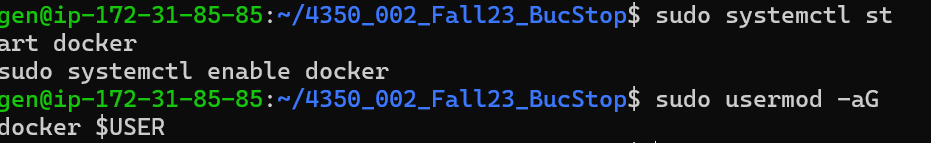 gen@ip-172-31-85-85:~/4350_002_Fall23_BucStop$ sudo systemctl st
art docker
sudo systemctl enable docker
gen@ip-172-31-85-85:~/4350_002_Fall23_BucStop$ sudo usermod -aG
docker $USER